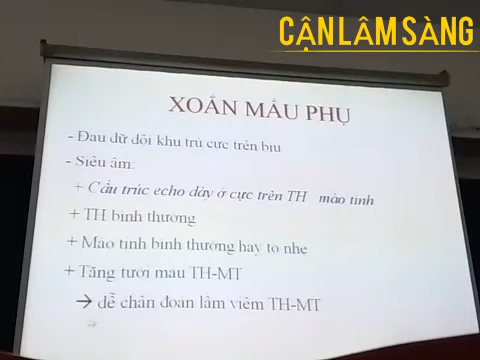 CẬN LÂM SÀNG
XOẮN MẨU PHỤ
- Đau dữ dội khu trú cực trên bìu
- Siêu âm:
+ Cấu trúc echo dày ở cực trên TH mào tinh
+ TH bình thường
+ Mào tinh bình thường hay to nhẹ
+ Tăng tưới máu TH-MT
→ dễ chẩn đoán lầm viêm TH-MT